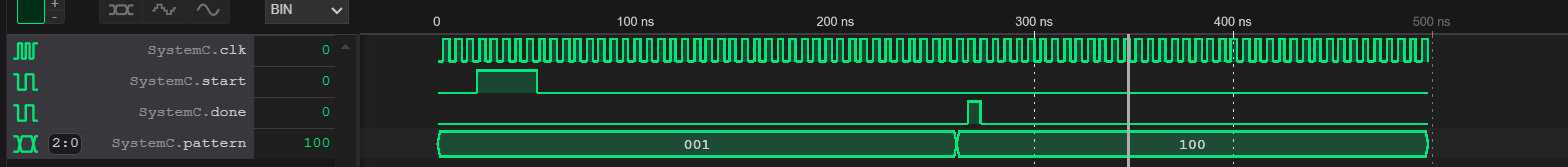 +
-
BIN
0 100 ns 200 ns 300 ns 400 ns 500 ns
SystemC.clk 0
SystemC.start 0
SystemC.done 0
2:0 SystemC.pattern 100 001 100